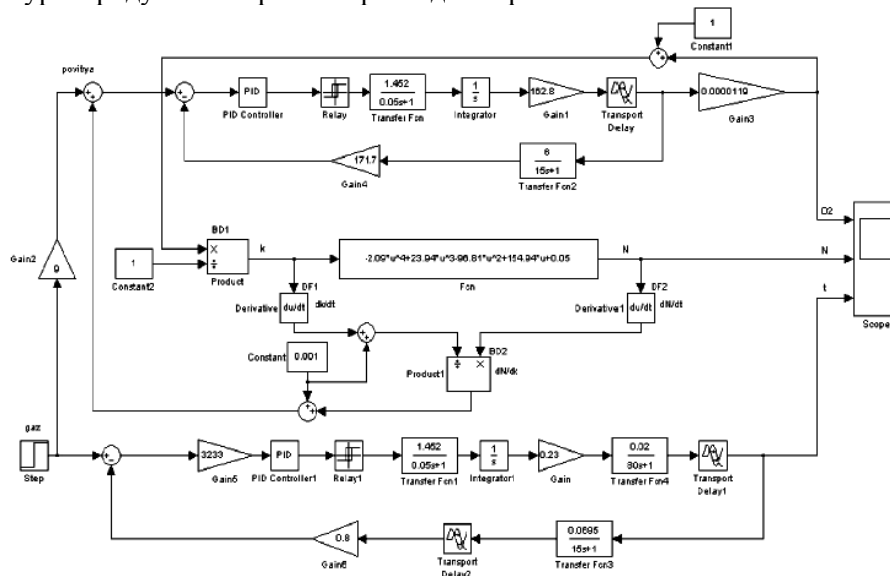 1
Constant1
povitrya
PID
PID Controller
Relay
1.452
0.05s+1
Transfer Fcn
1
s
Integrator
162.8
Gain1
Transport
Delay
0.0000119
Gain3
171.7
Gain4
6
15s+1
Transfer Fcn2
O2
BD1
Gain2
9
1
Constant2
×
÷
Product
k
-2.09*u^4+23.94*u^3-96.81*u^2+154.94*u+0.05
Fcn
N
N
t
Scope
DF1
Derivative
du/dt
dk/dt
DF2
Derivative1
du/dt
dN/dt
Constant
0.001
BD2
Product1
÷
×
dN/dk
gaz
Step
3233
Gain5
PID
PID Controller1
Relay1
1.452
0.05s+1
Transfer Fcn1
1
s
Integrator1
0.23
Gain
0.02
80s+1
Transfer Fcn4
Transport
Delay1
0.8
Gain6
Transport
Delay2
0.0695
15s+1
Transfer Fcn3